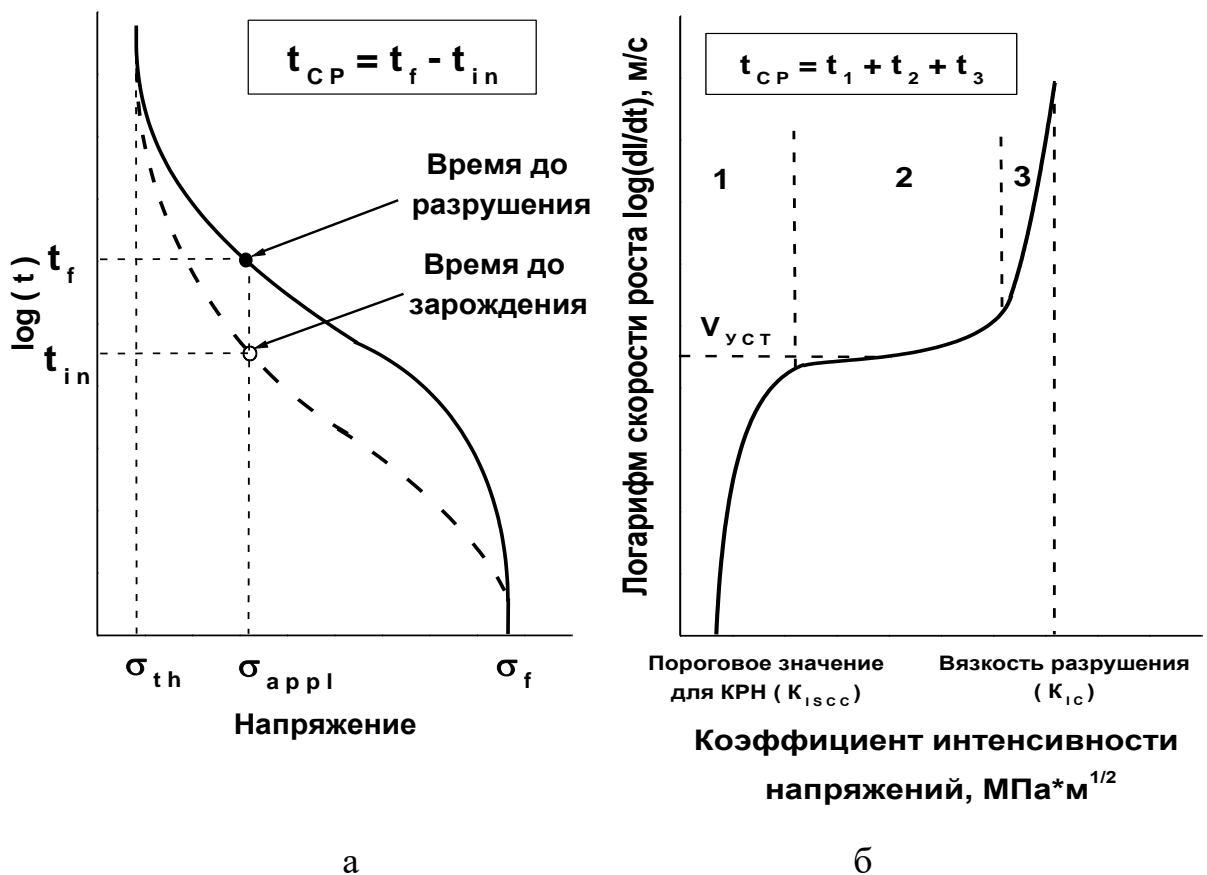 t_CP = t_f - t_in
Время до
разрушения
Время до
зарождения
log ( t )
t_f
t_in
σ_th
σ_appl
σ_f
Напряжение
а
t_CP = t_1 + t_2 + t_3
Логарифм скорости роста log(dl/dt), м/с
1
2
3
V_УСТ
Пороговое значение
для КРН ( K_ISCC)
Вязкость разрушения
( K_IC)
Коэффициент интенсивности
напряжений, МПа*м^1/2
б